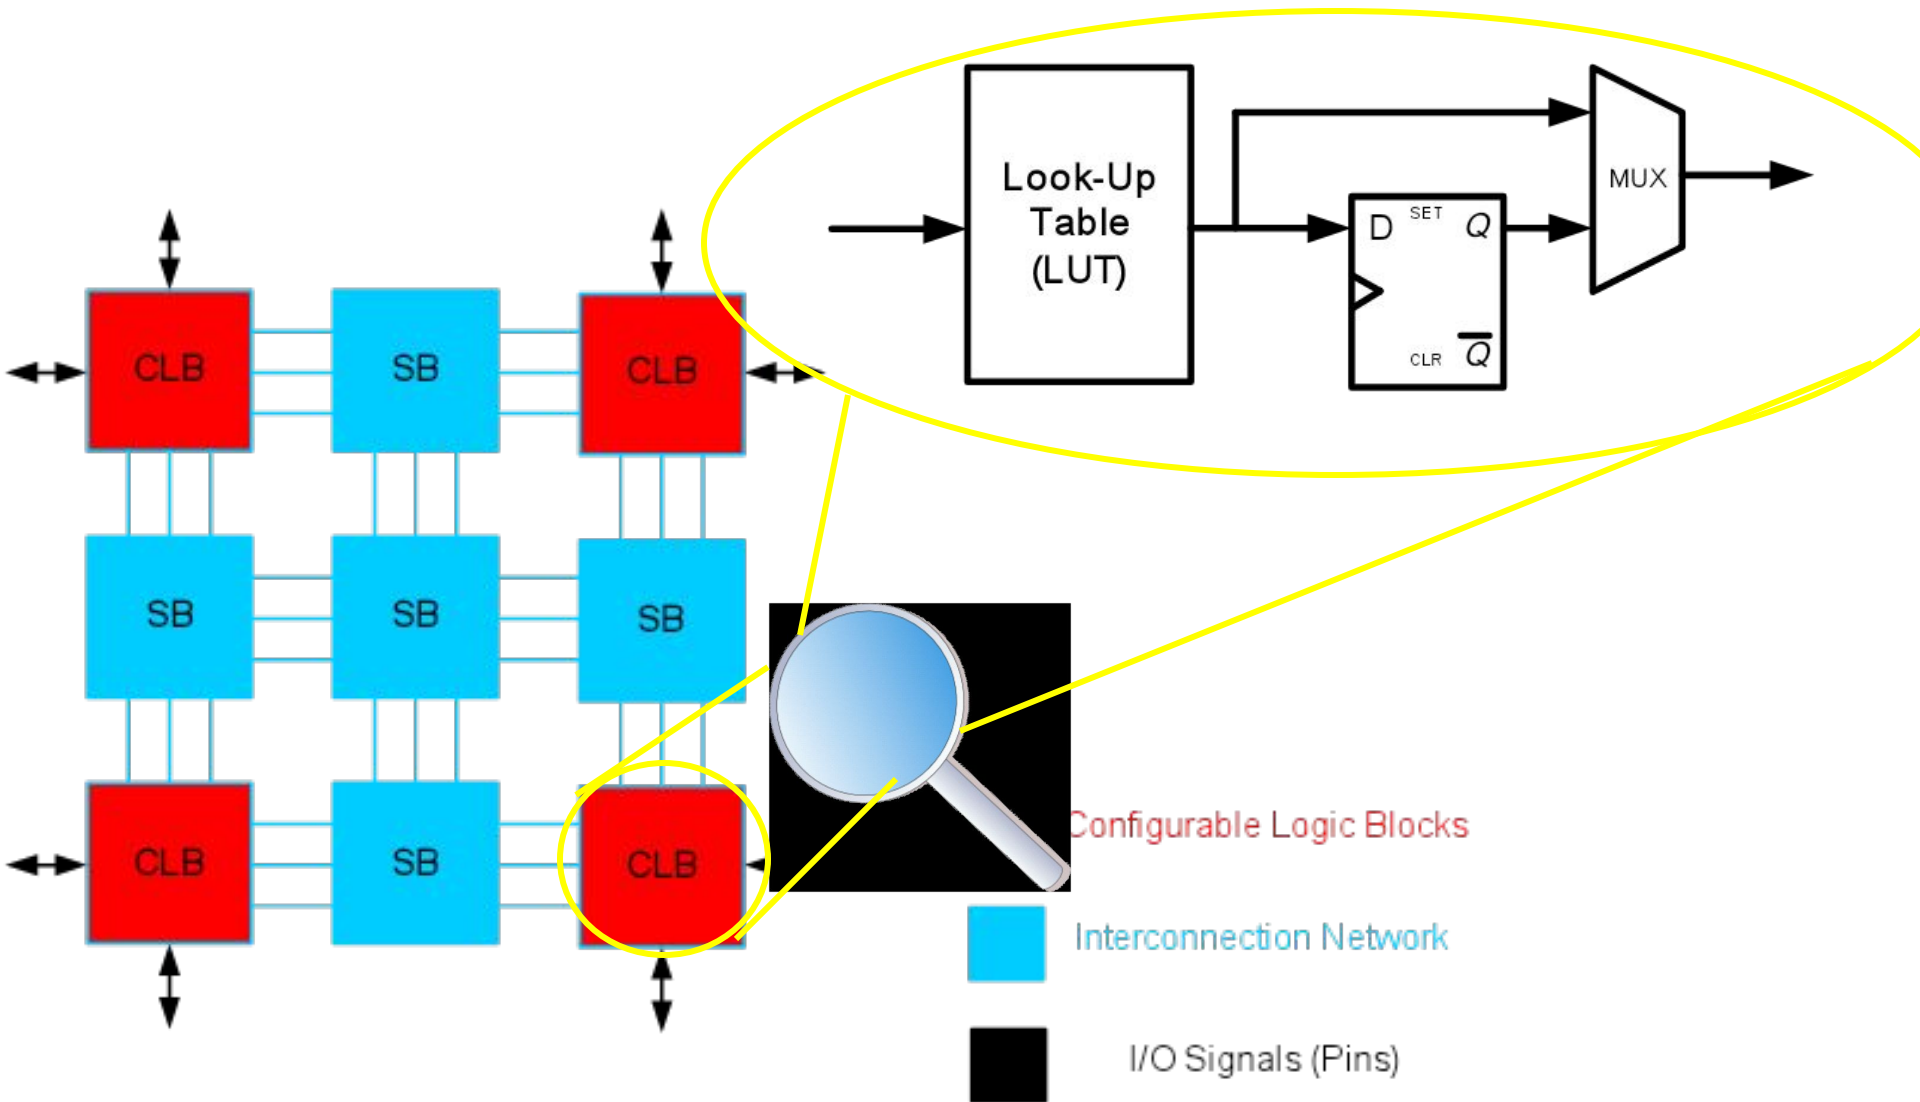 Look-Up
Table
(LUT)
D
SET
Q
CLR
Q
MUX
CLB
SB
CLB
SB
SB
SB
CLB
SB
CLB
Configurable Logic Blocks
Interconnection Network
I/O Signals (Pins)